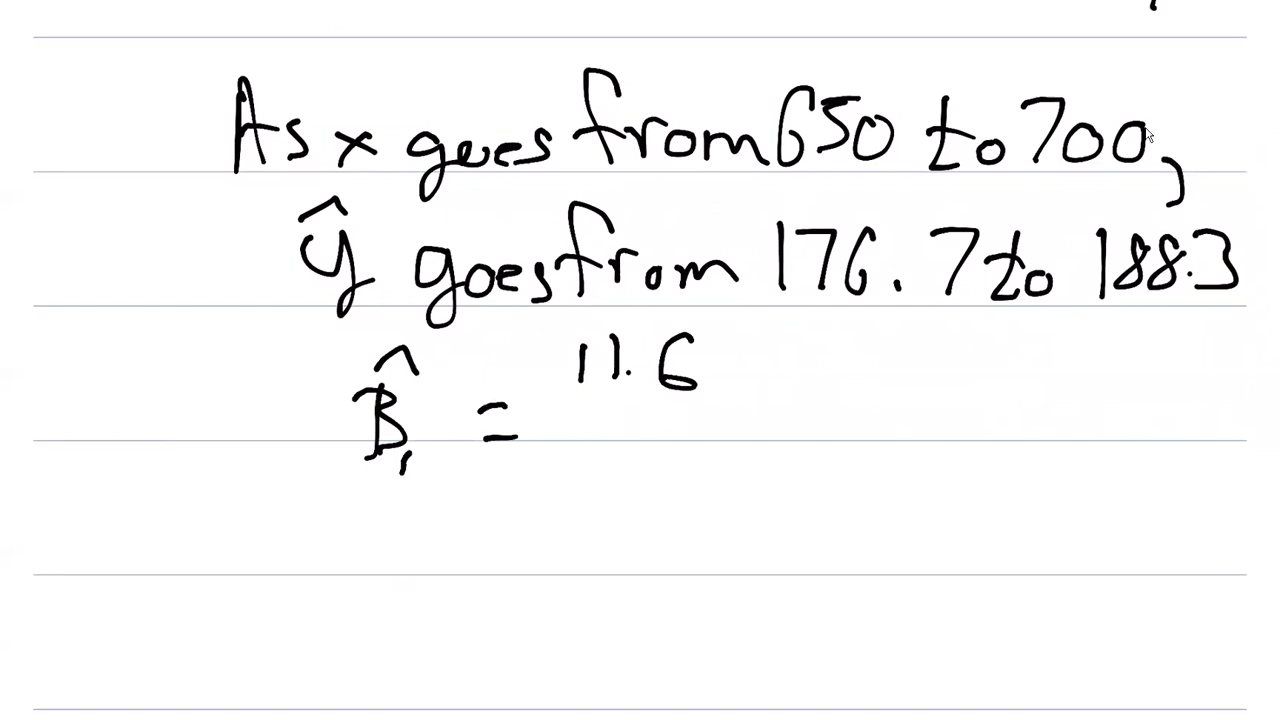 As x goes from 650 to 700,
ŷ goes from 176.7 to 188.3
11.6
B̂₁ =